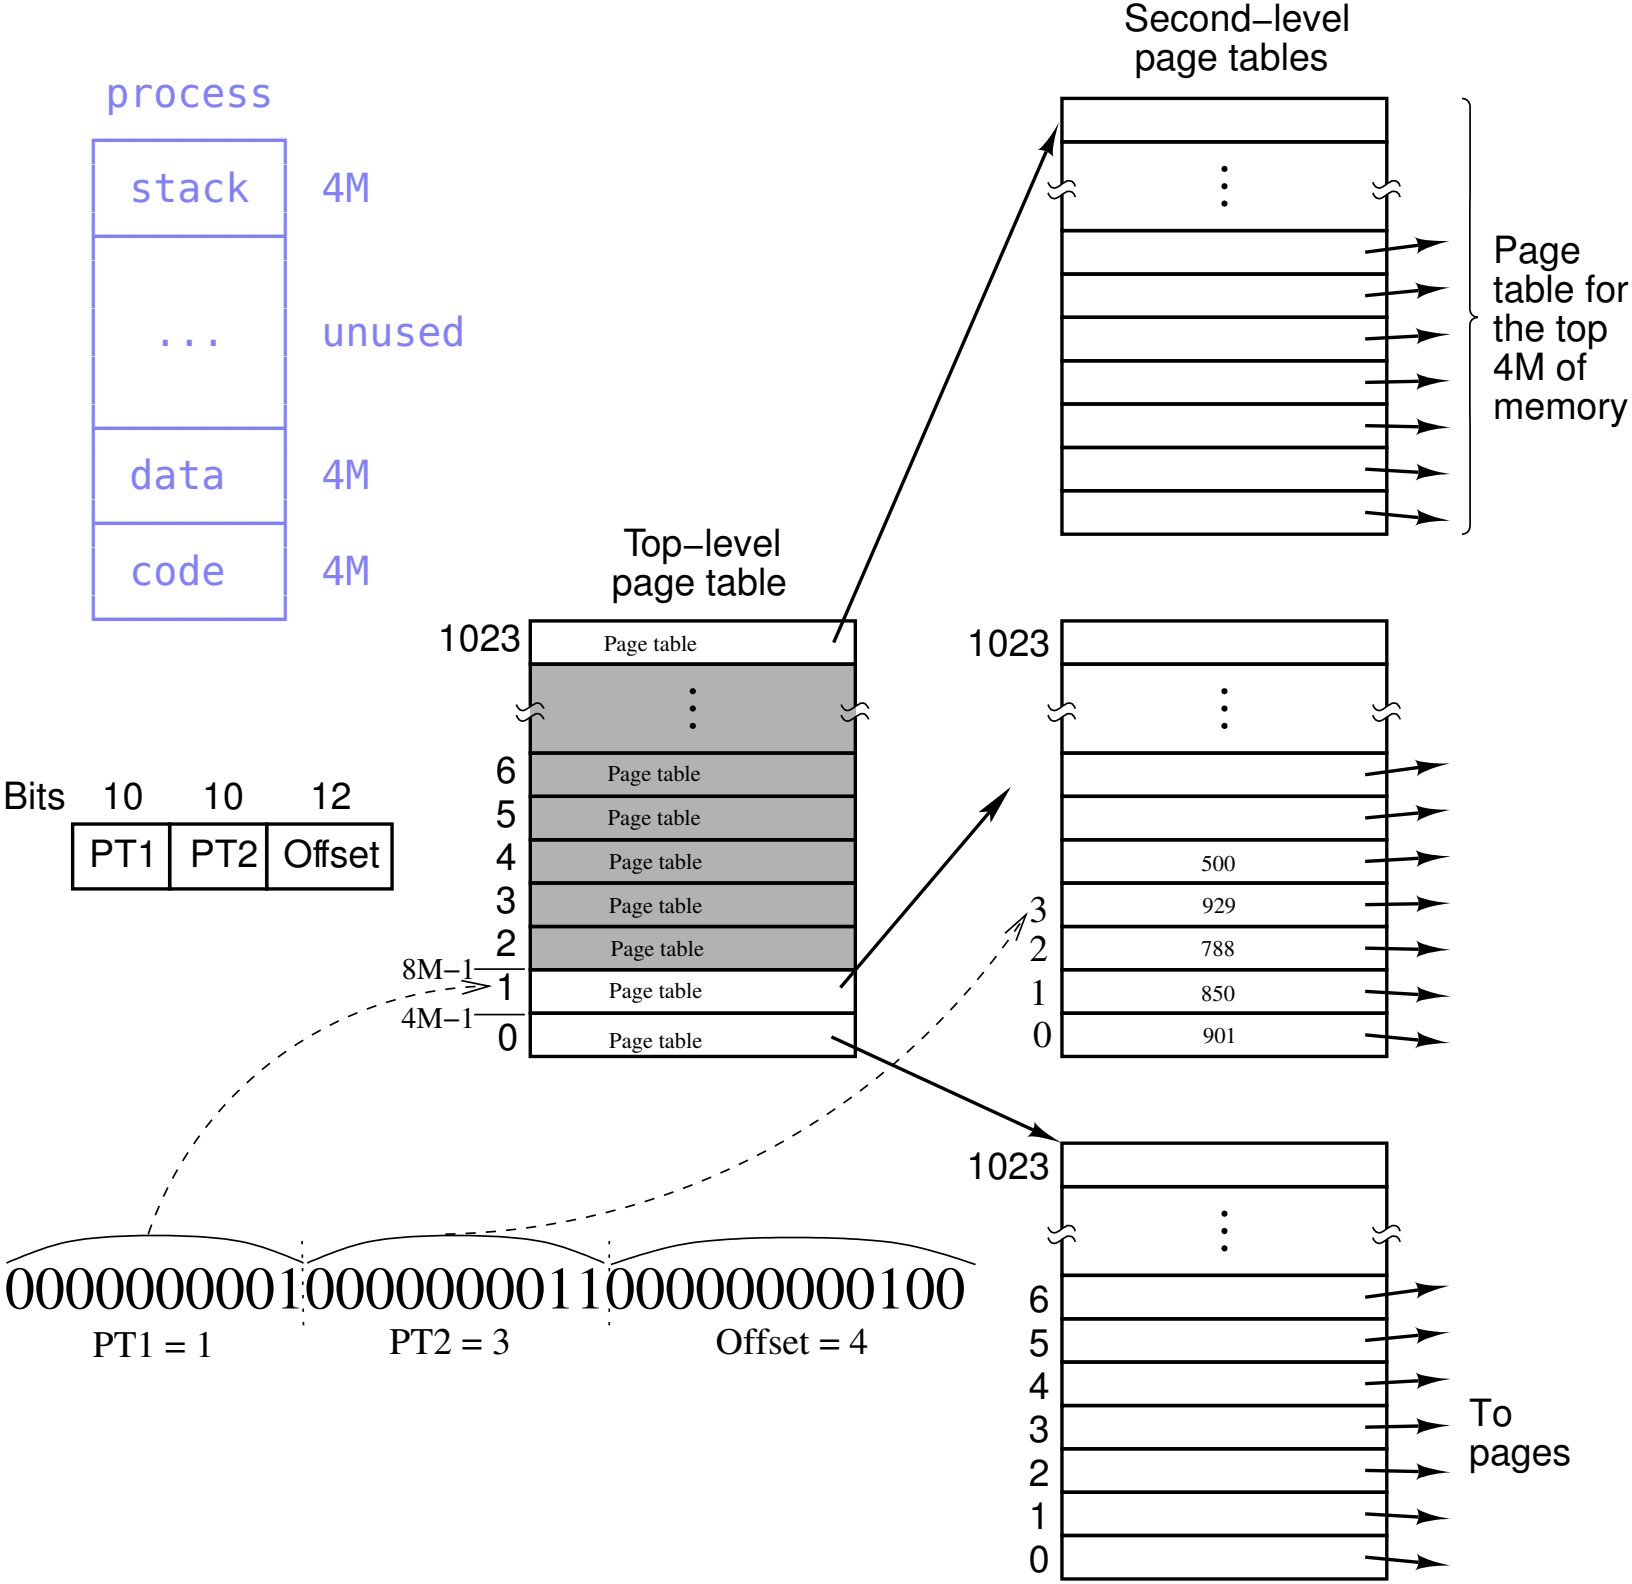 Second–level
page tables
process
stack 4M
... unused
data 4M
code 4M
Page
table for
the top
4M of
memory
Top–level
page table
1023 Page table
6 Page table
5 Page table
4 Page table
3 Page table
2 Page table
8M−1
1 Page table
4M−1
0 Page table
Bits 10 10 12
PT1 PT2 Offset
1023
500
3 929
2 788
1 850
0 901
00000000010000000011000000000100
PT1 = 1 PT2 = 3 Offset = 4
1023
6
5
4
3
2
1
0
To
pages